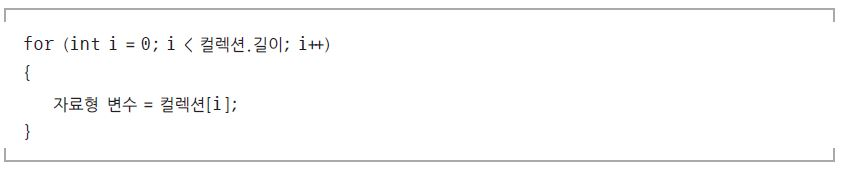 for (int i = 0; i < 컬렉션.길이; i++)
{
자료형 변수 = 컬렉션[i];
}